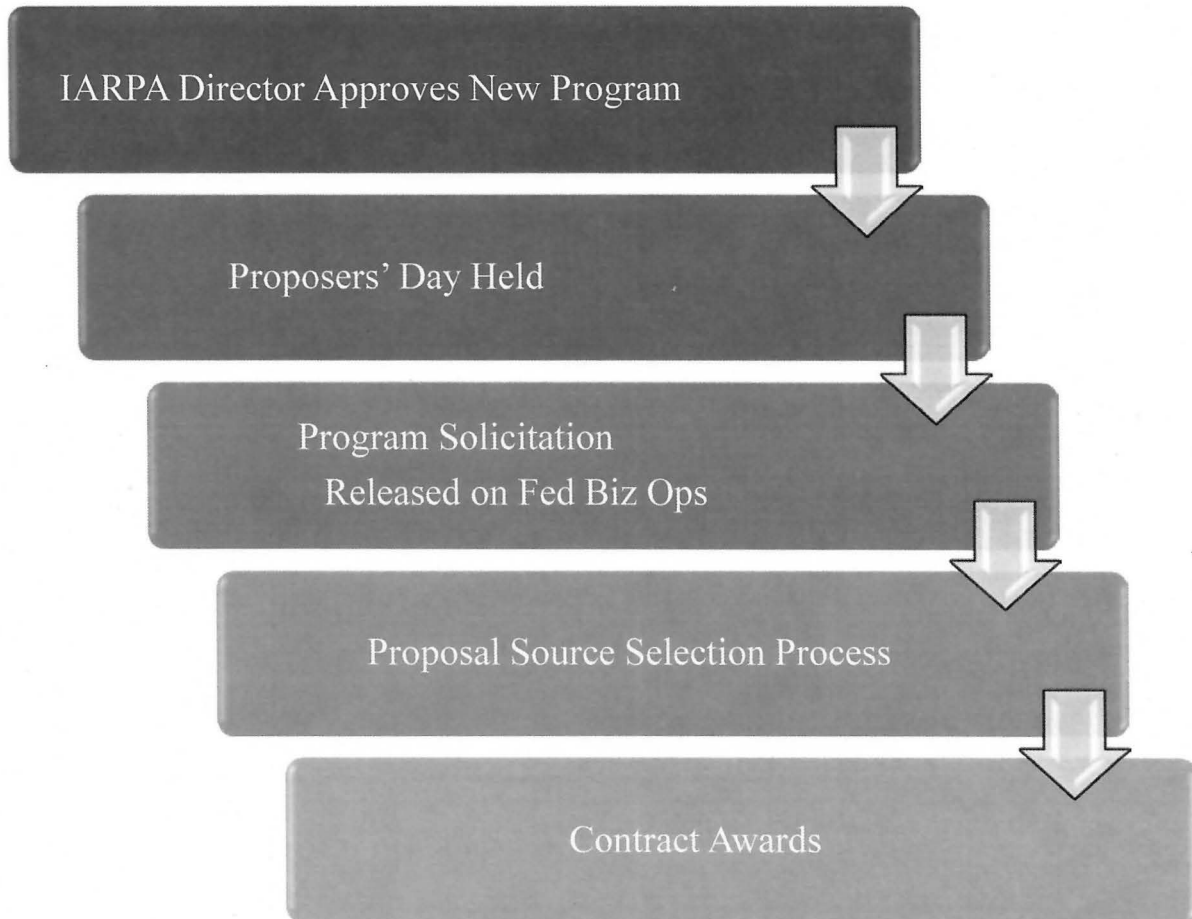 IARPA Director Approves New Program
Proposers’ Day Held
Program Solicitation
Released on Fed Biz Ops
Proposal Source Selection Process
Contract Awards